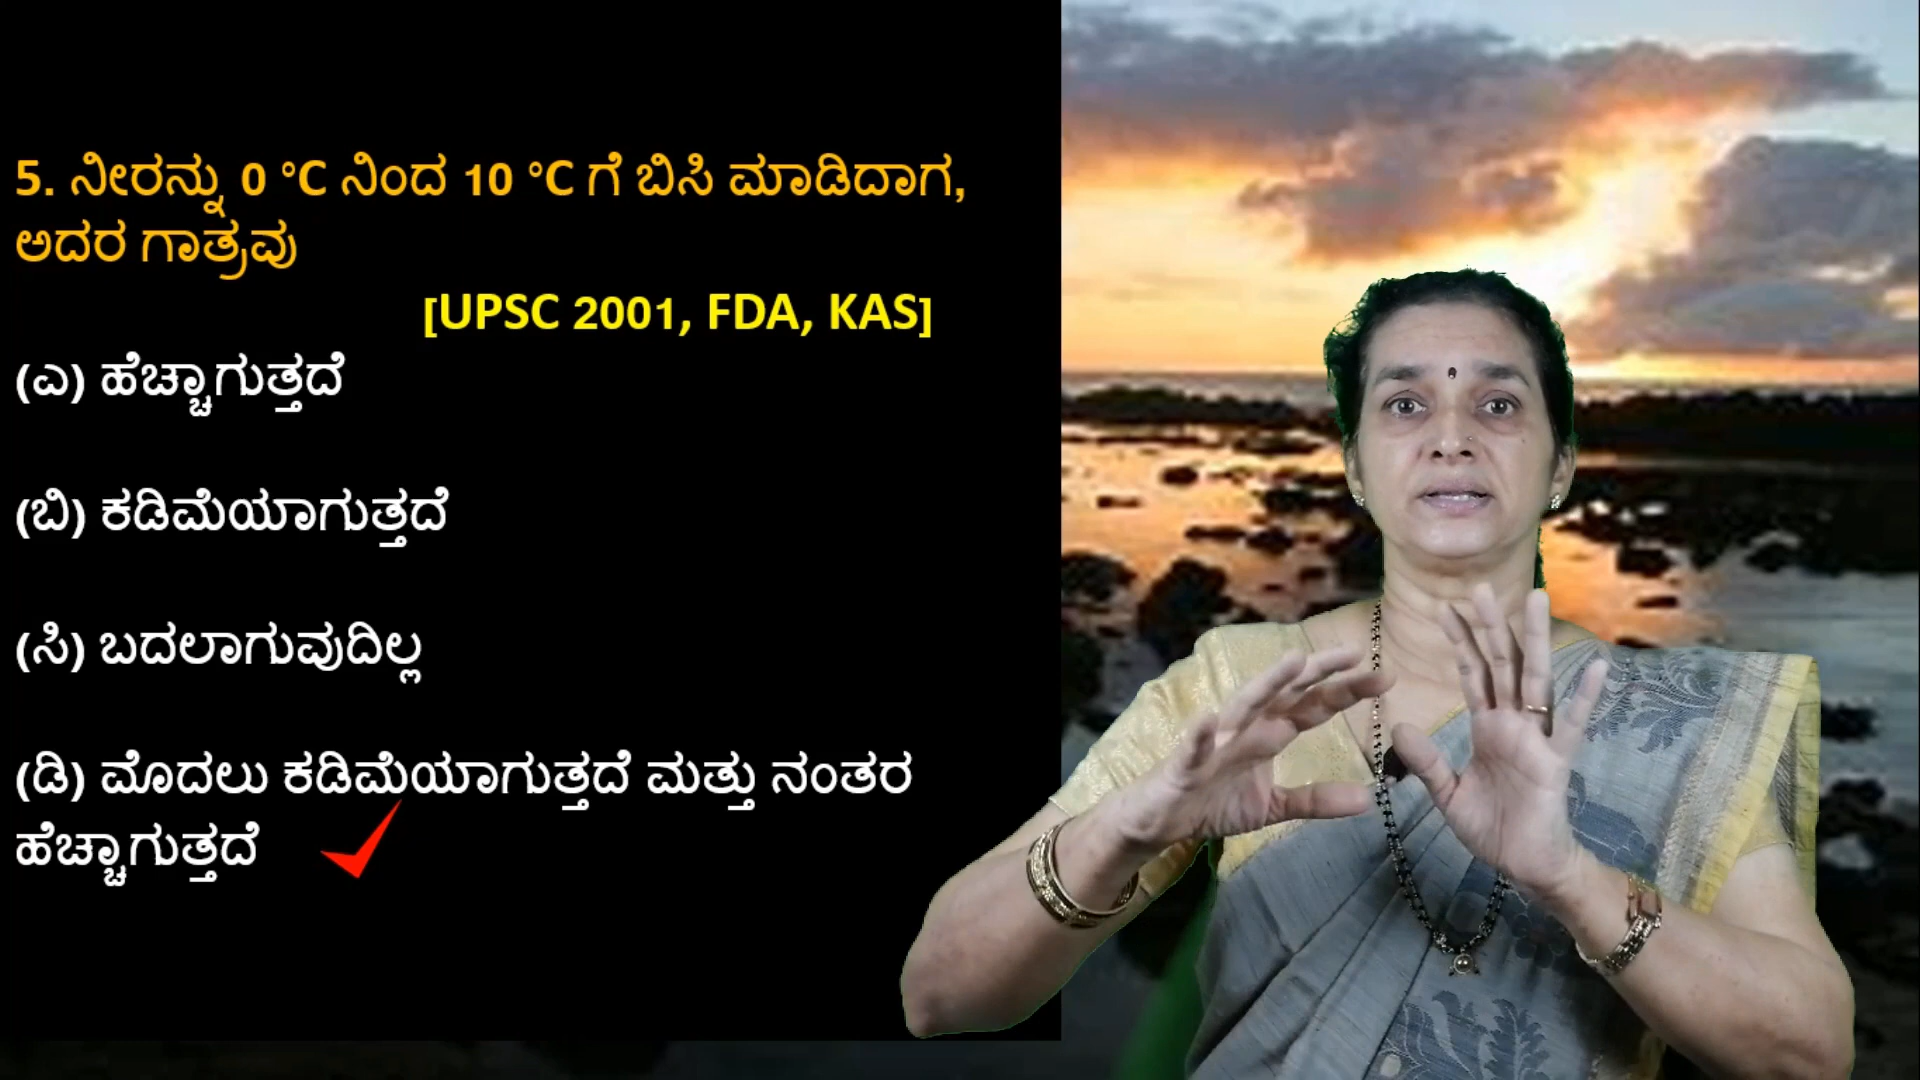 5. ನೀರನ್ನು 0 °C ನಿಂದ 10 °C ಗೆ ಬಿಸಿ ಮಾಡಿದಾಗ,
ಅದರ ಗಾತ್ರವು
[UPSC 2001, FDA, KAS]
(ಎ) ಹೆಚ್ಚಾಗುತ್ತದೆ
(ಬಿ) ಕಡಿಮೆಯಾಗುತ್ತದೆ
(ಸಿ) ಬದಲಾಗುವುದಿಲ್ಲ
(ಡಿ) ಮೊದಲು ಕಡಿಮೆಯಾಗುತ್ತದೆ ಮತ್ತು ನಂತರ
ಹೆಚ್ಚಾಗುತ್ತದೆ